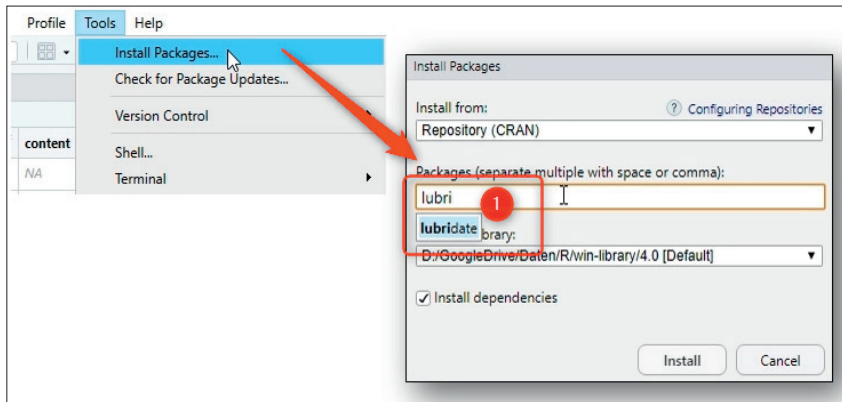 Profile Tools Help
Install Packages...
Check for Package Updates...
Version Control
content
Shell...
NA
Terminal
Install Packages
Install from:
? Configuring Repositories
Repository (CRAN)
Packages (separate multiple with space or comma):
lubri
1
lubridate
brary:
D:/GoogleDrive/Daten/R/win-library/4.0 [Default]
Install dependencies
Install Cancel